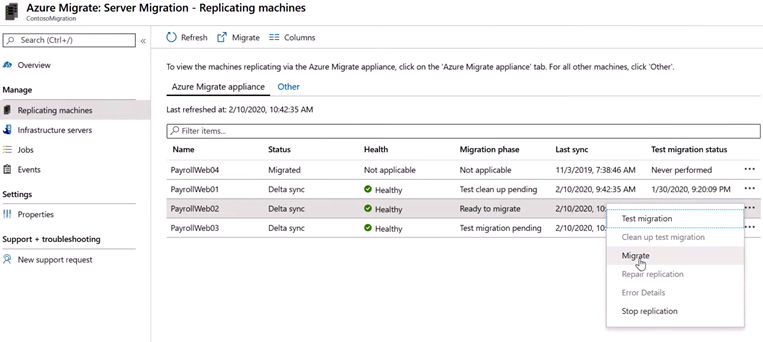 Azure Migrate: Server Migration - Replicating machines
ContosoMigration
Search (Ctrl+/)
«
Refresh
Migrate
Columns
Overview
Manage
Replicating machines
Infrastructure servers
Jobs
Events
Settings
Properties
Support + troubleshooting
New support request
To view the machines replicating via the Azure Migrate appliance, click on the 'Azure Migrate appliance' tab. For all other machines, click 'Other'.
Azure Migrate appliance Other
Last refreshed at: 2/10/2020, 10:42:35 AM
Filter items...
Name Status Health Migration phase Last sync Test migration status
PayrollWeb04 Migrated Not applicable Not applicable 11/3/2019, 7:38:46 AM Never performed ...
PayrollWeb01 Delta sync Healthy Test clean up pending 2/10/2020, 9:42:35 AM 1/30/2020, 9:20:09 PM ...
PayrollWeb02 Delta sync Healthy Ready to migrate 2/10/2020, 10: ...
PayrollWeb03 Delta sync Healthy Test migration pending 2/10/2020, 10: ...
Test migration
Clean up test migration
Migrate
Repair replication
Error Details
Stop replication